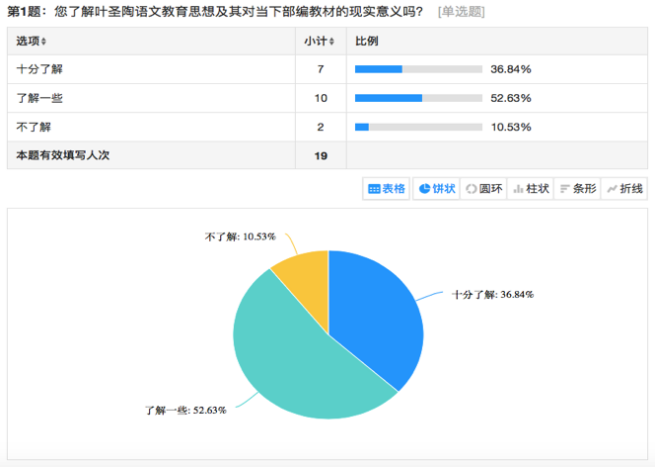 第1题：您了解叶圣陶语文教育思想及其对当下部编教材的现实意义吗？ [单选题]
选项 小计 比例
十分了解 7 36.84%
了解一些 10 52.63%
不了解 2 10.53%
本题有效填写人次 19
表格 饼状 圆环 柱状 条形 折线
不了解: 10.53%
十分了解: 36.84%
了解一些: 52.63%